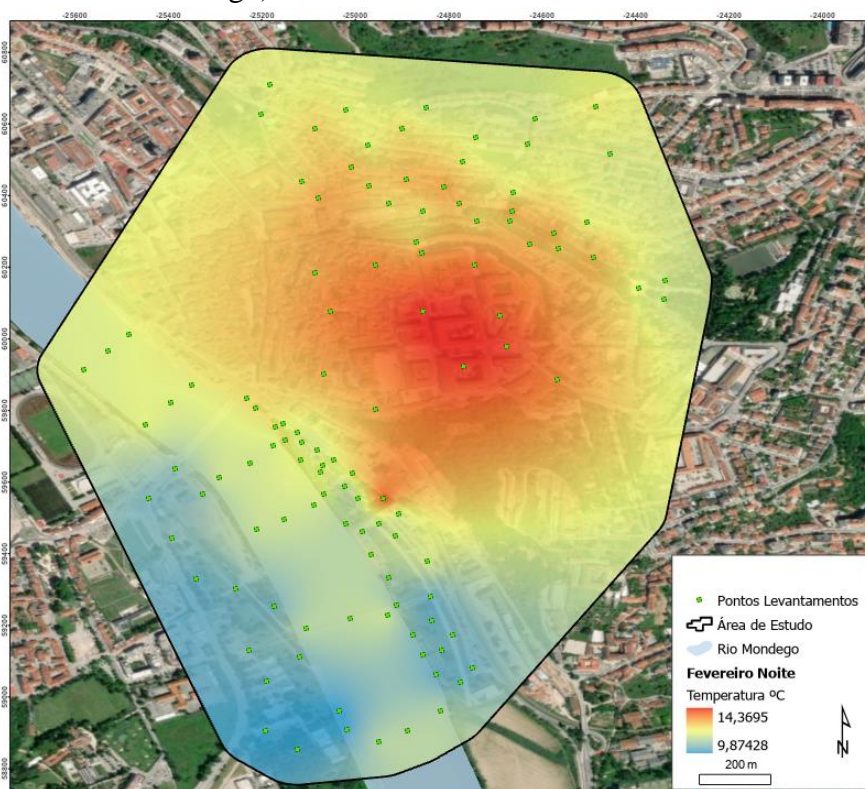 -25600 -25400 -25200 -25000 -24800 -24600 -24400 -24200 -24000
60800
60600
60400
60200
60000
59800
59600
59400
59200
59000
58800
Pontos Levantamentos
Área de Estudo
Rio Mondego
Fevereiro Noite
Temperatura ºC
14,3695
9,87428
N
200 m